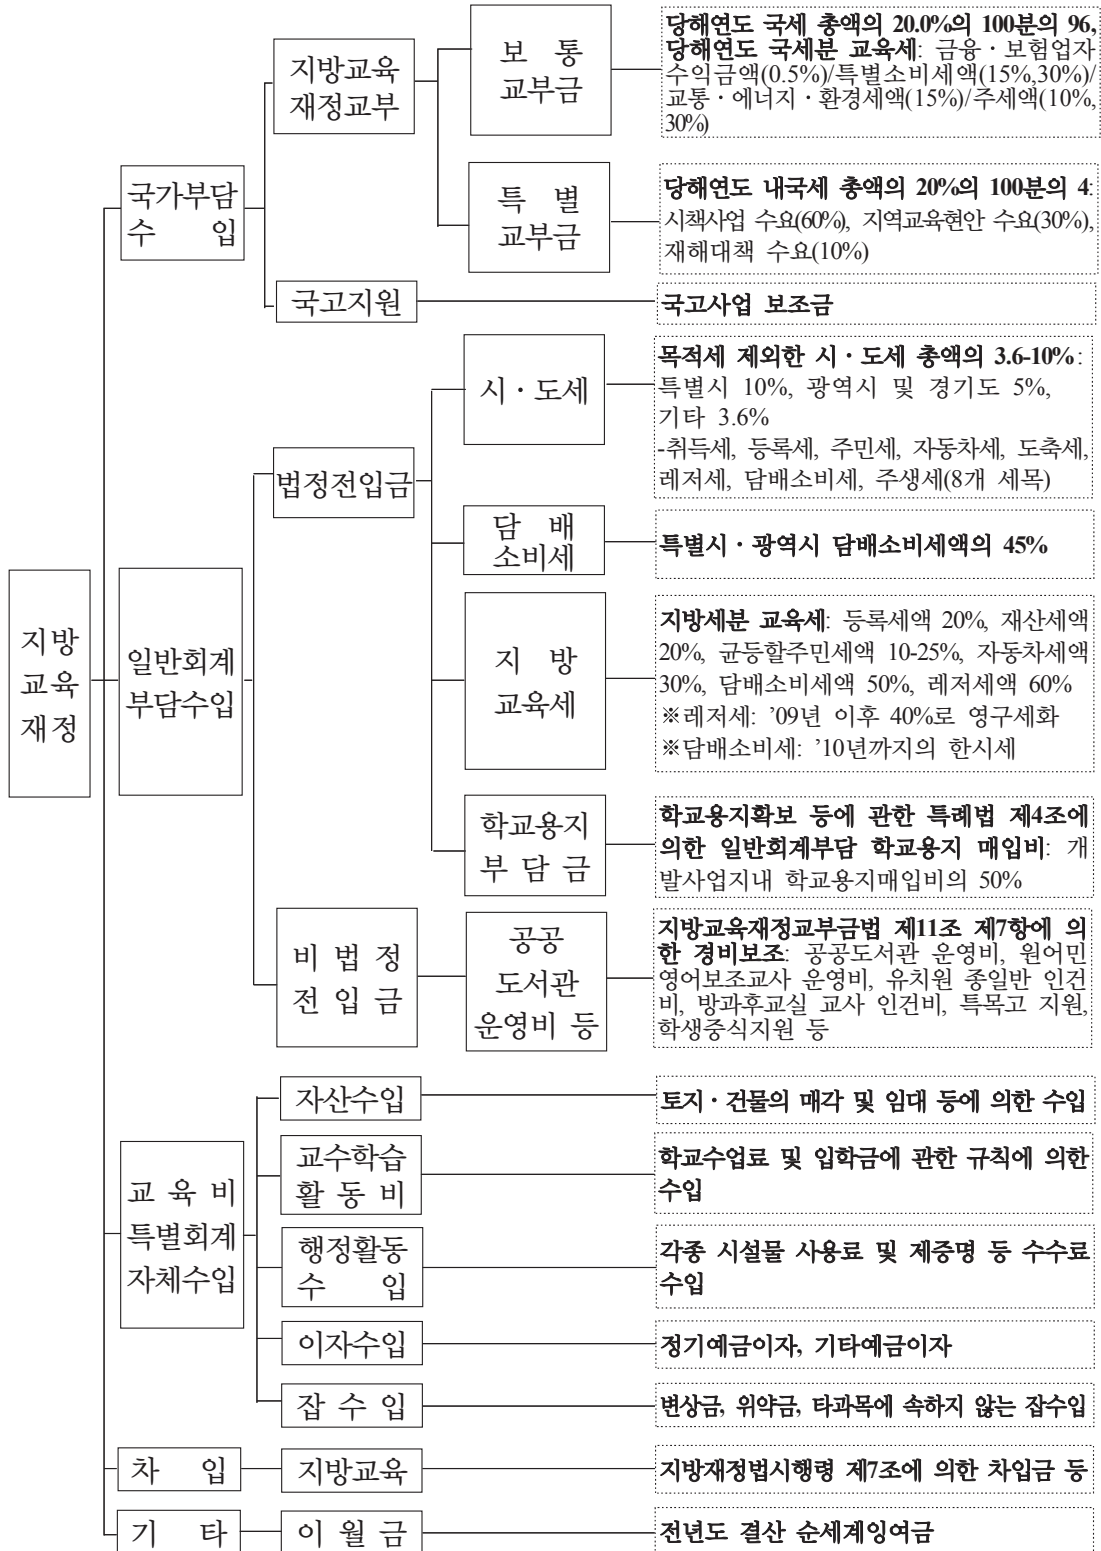 지방
교육
재정
국가부담
수 입
지방교육
재정교부
보 통
교부금
당해연도 국세 총액의 20.0%의 100분의 96,
당해연도 국세분 교육세: 금융·보험업자
수익금액(0.5%)/특별소비세액(15%,30%)/
교통·에너지·환경세액(15%)/주세액(10%,
30%)
특 별
교부금
당해연도 내국세 총액의 20%의 100분의 4:
시책사업 수요(60%), 지역교육현안 수요(30%),
재해대책 수요(10%)
국고지원
국고사업 보조금
일반회계
부담수입
법정전입금
시·도세
목적세 제외한 시·도세 총액의 3.6-10%:
특별시 10%, 광역시 및 경기도 5%,
기타 3.6%
-취득세, 등록세, 주민세, 자동차세, 도축세,
레저세, 담배소비세, 주생세(8개 세목)
담 배
소비세
특별시·광역시 담배소비세액의 45%
지 방
교육세
지방세분 교육세: 등록세액 20%, 재산세액
20%, 균등할주민세액 10-25%, 자동차세액
30%, 담배소비세액 50%, 레저세액 60%
※레저세: ’09년 이후 40%로 영구세화
※담배소비세: ’10년까지의 한시세
학교용지
부 담 금
학교용지확보 등에 관한 특례법 제4조에
의한 일반회계부담 학교용지 매입비: 개
발사업지내 학교용지매입비의 50%
비 법 정
전 입 금
공공
도서관
운영비 등
지방교육재정교부금법 제11조 제7항에 의
한 경비보조: 공공도서관 운영비, 원어민
영어보조교사 운영비, 유치원 종일반 인건
비, 방과후교실 교사 인건비, 특목고 지원,
학생중식지원 등
교 육 비
특별회계
자체수입
자산수입
토지·건물의 매각 및 임대 등에 의한 수입
교수학습
활 동 비
학교수업료 및 입학금에 관한 규칙에 의한
수입
행정활동
수 입
각종 시설물 사용료 및 제증명 등 수수료
수입
이자수입
정기예금이자, 기타예금이자
잡 수 입
변상금, 위약금, 타과목에 속하지 않는 잡수입
차 입
지방교육
지방재정법시행령 제7조에 의한 차입금 등
기 타
이 월 금
전년도 결산 순세계잉여금